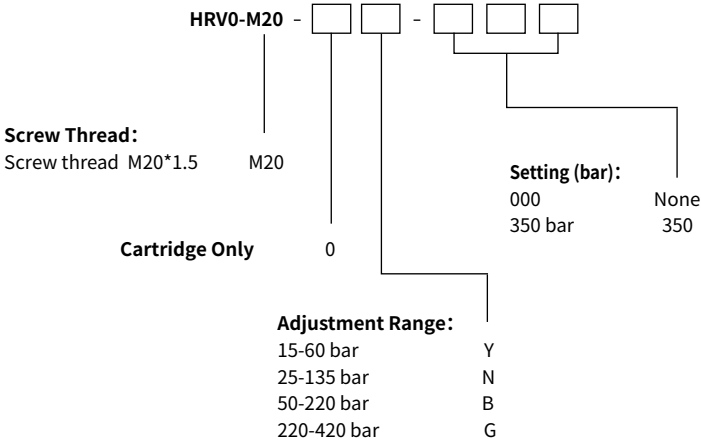 HRV0-M20 - -
Screw Thread：
Screw thread M20*1.5 M20
Setting (bar)：
000 None
350 bar 350
Cartridge Only 0
Adjustment Range：
15-60 bar Y
25-135 bar N
50-220 bar B
220-420 bar G